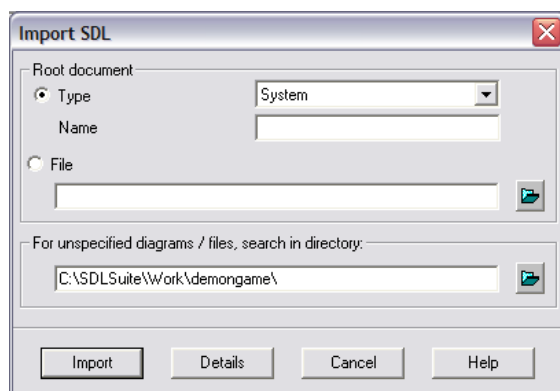 Import SDL
Root document
Type
System
Name
File
For unspecified diagrams / files, search in directory:
C:\SDLSuite\Work\demongame\
Import Details Cancel Help